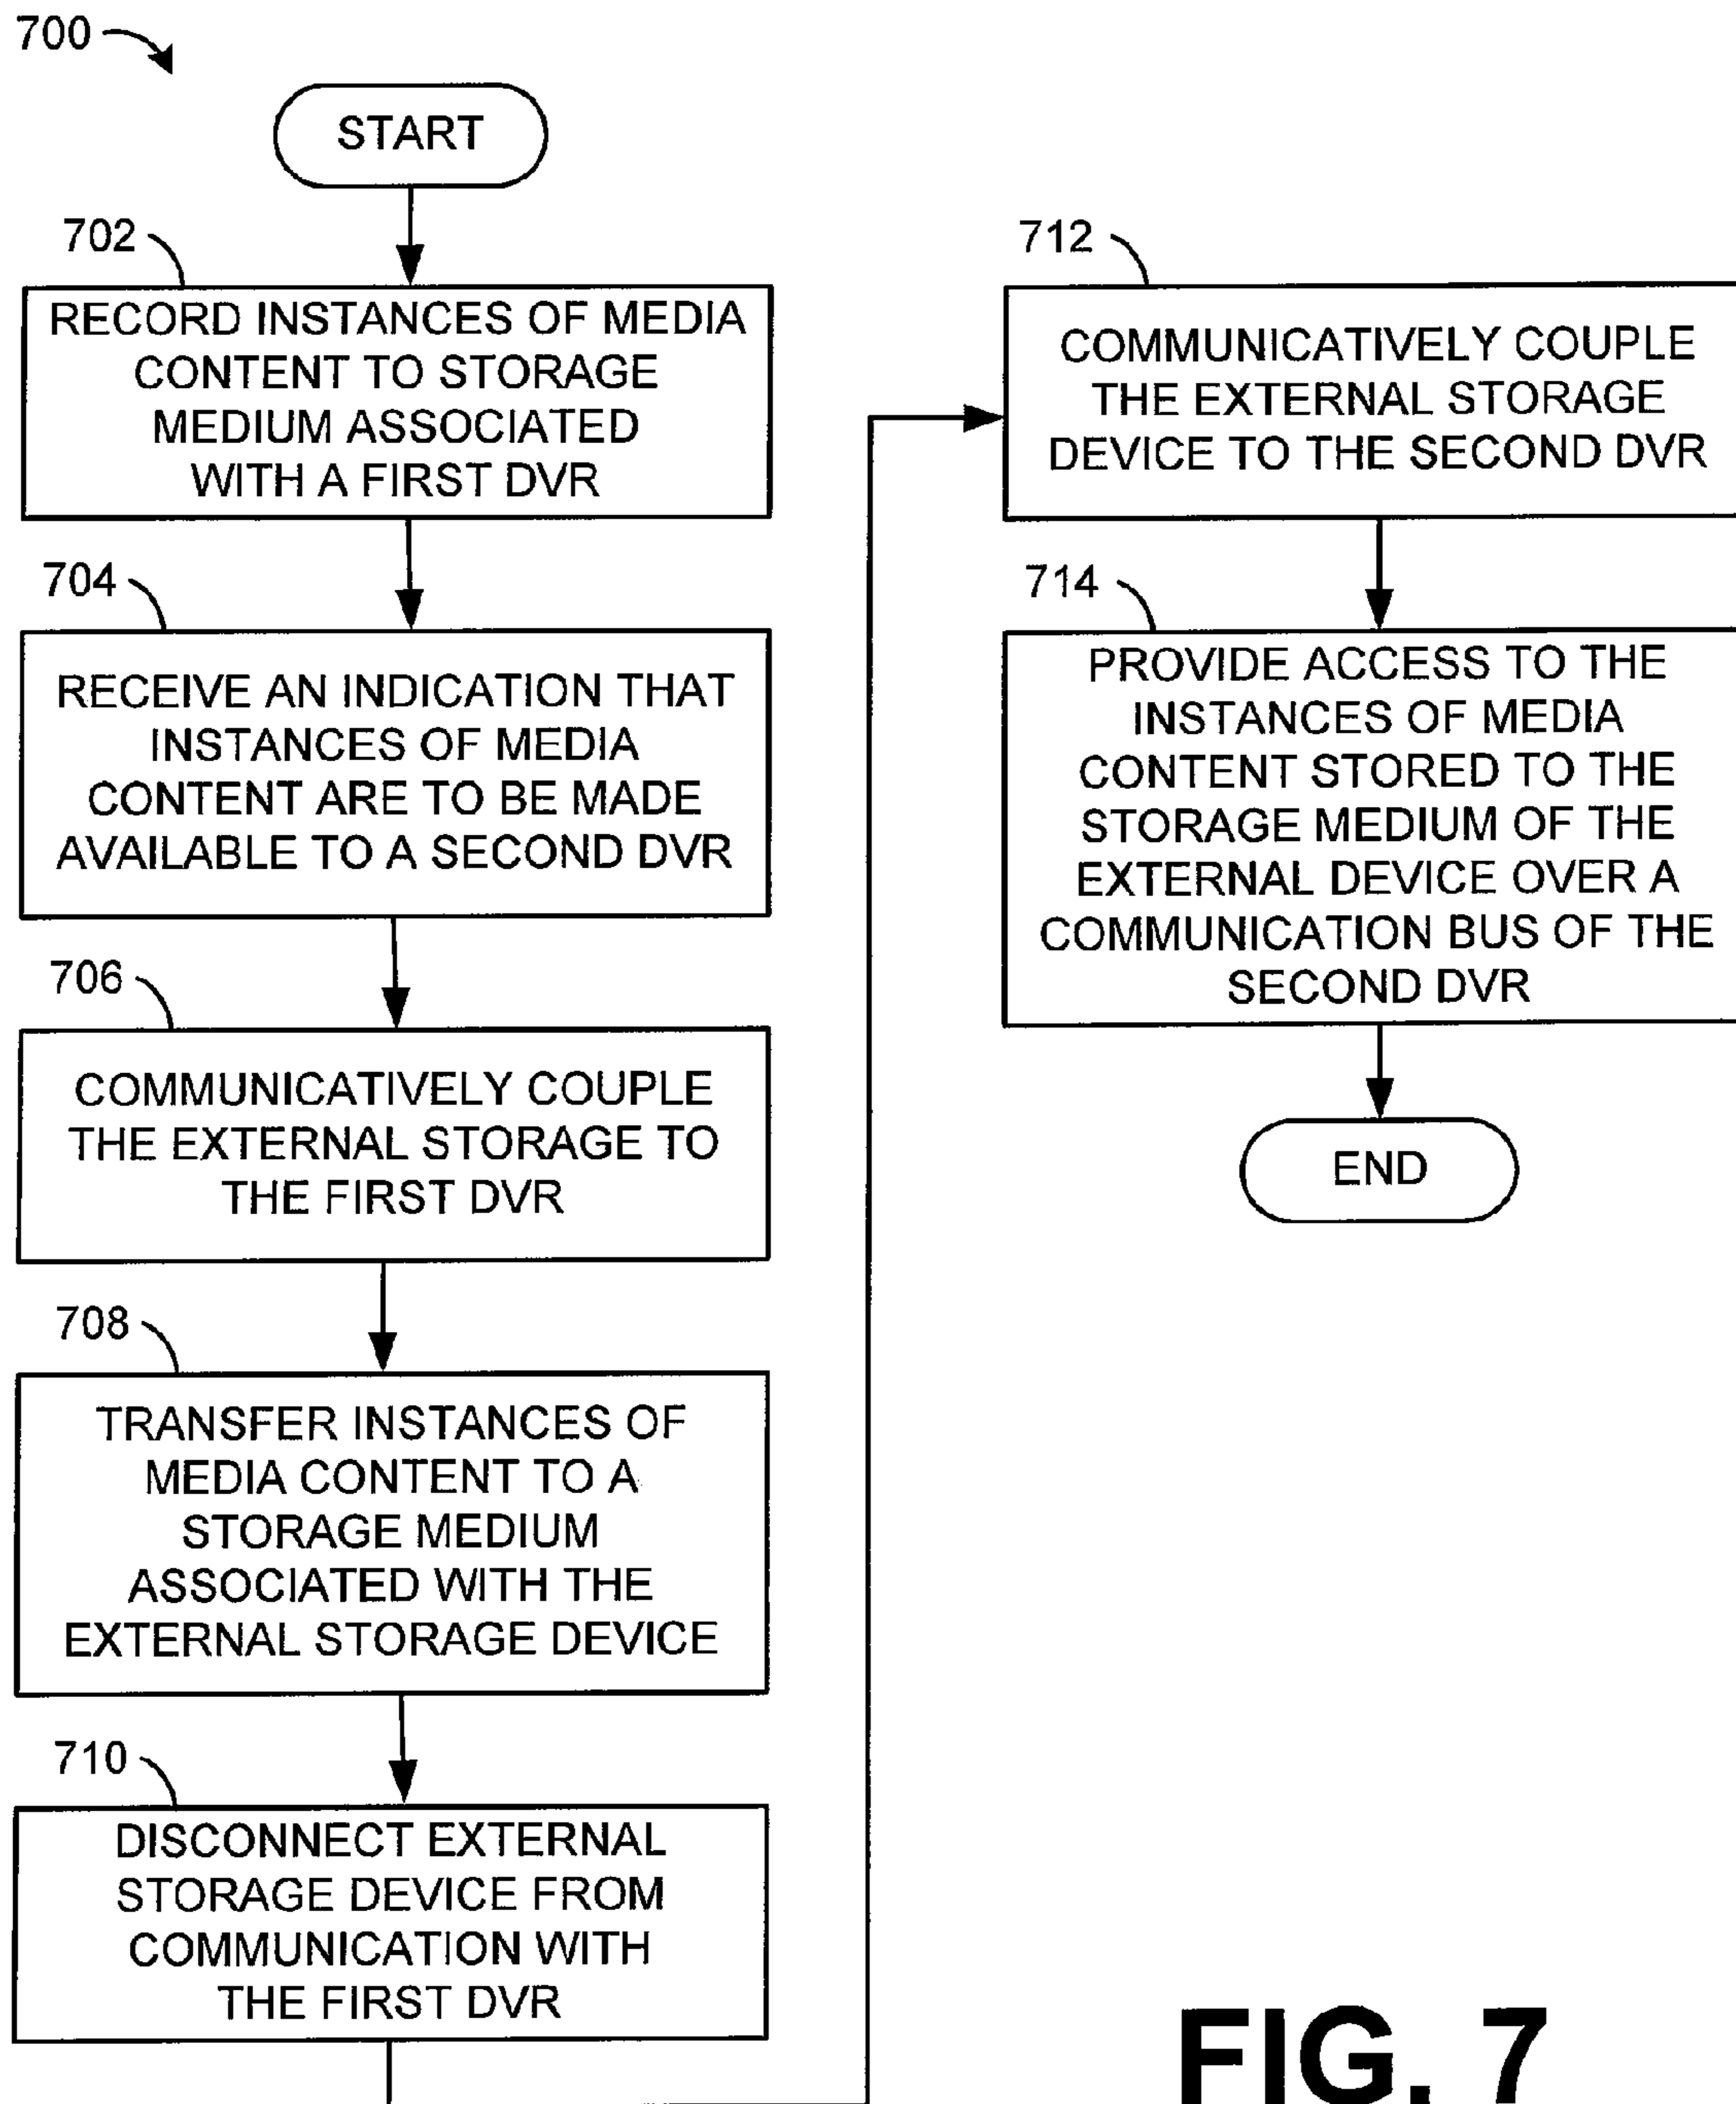 700
START
702
RECORD INSTANCES OF MEDIA
CONTENT TO STORAGE
MEDIUM ASSOCIATED
WITH A FIRST DVR
704
RECEIVE AN INDICATION THAT
INSTANCES OF MEDIA
CONTENT ARE TO BE MADE
AVAILABLE TO A SECOND DVR
706
COMMUNICATIVELY COUPLE
THE EXTERNAL STORAGE TO
THE FIRST DVR
708
TRANSFER INSTANCES OF
MEDIA CONTENT TO A
STORAGE MEDIUM
ASSOCIATED WITH THE
EXTERNAL STORAGE DEVICE
710
DISCONNECT EXTERNAL
STORAGE DEVICE FROM
COMMUNICATION WITH
THE FIRST DVR
712
COMMUNICATIVELY COUPLE
THE EXTERNAL STORAGE
DEVICE TO THE SECOND DVR
714
PROVIDE ACCESS TO THE
INSTANCES OF MEDIA
CONTENT STORED TO THE
STORAGE MEDIUM OF THE
EXTERNAL DEVICE OVER A
COMMUNICATION BUS OF THE
SECOND DVR
END
FIG. 7